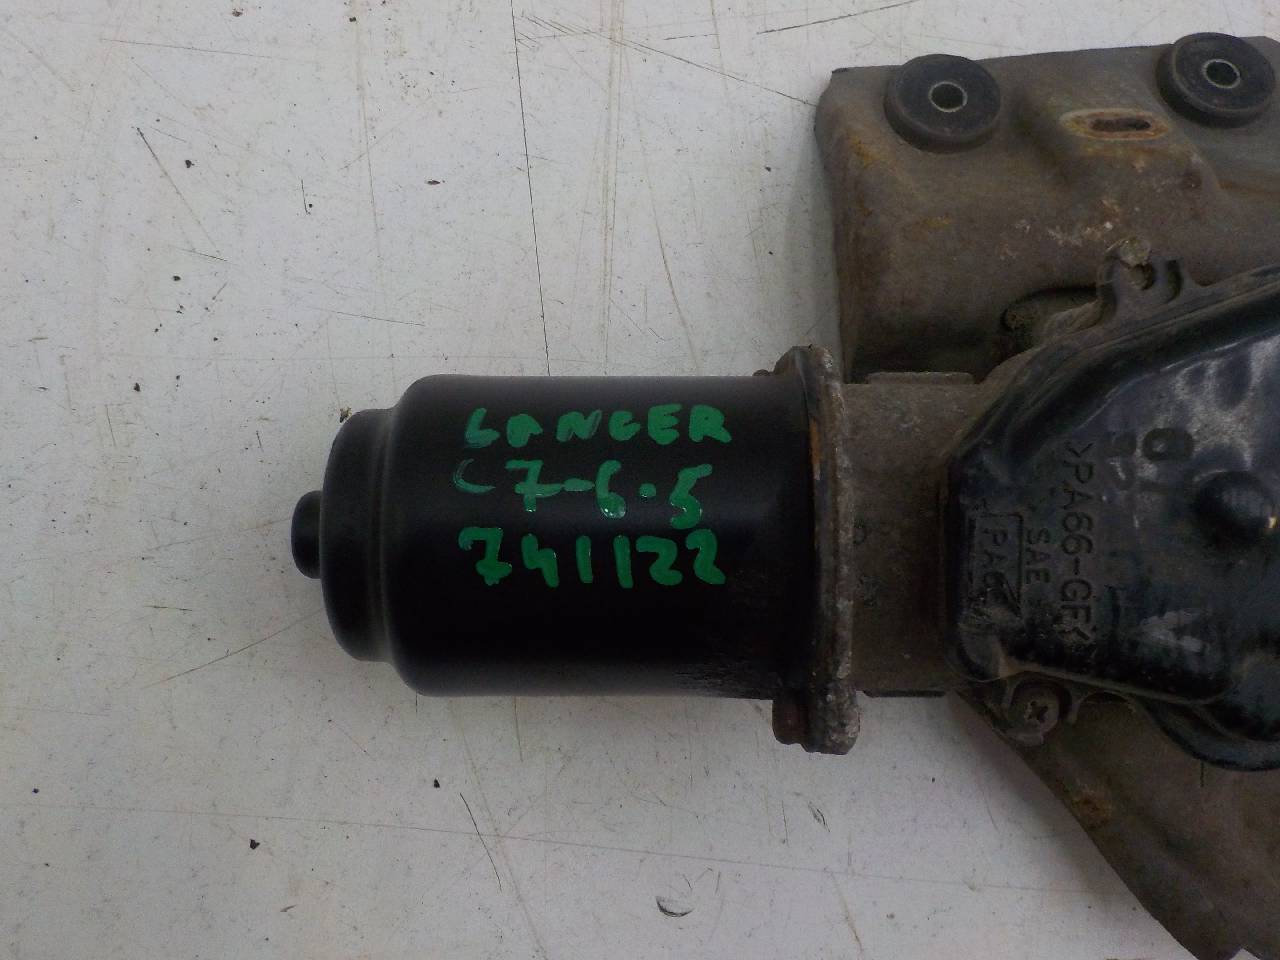 LANCER
C7-6.5
741122
>PA66-GF<
SAE